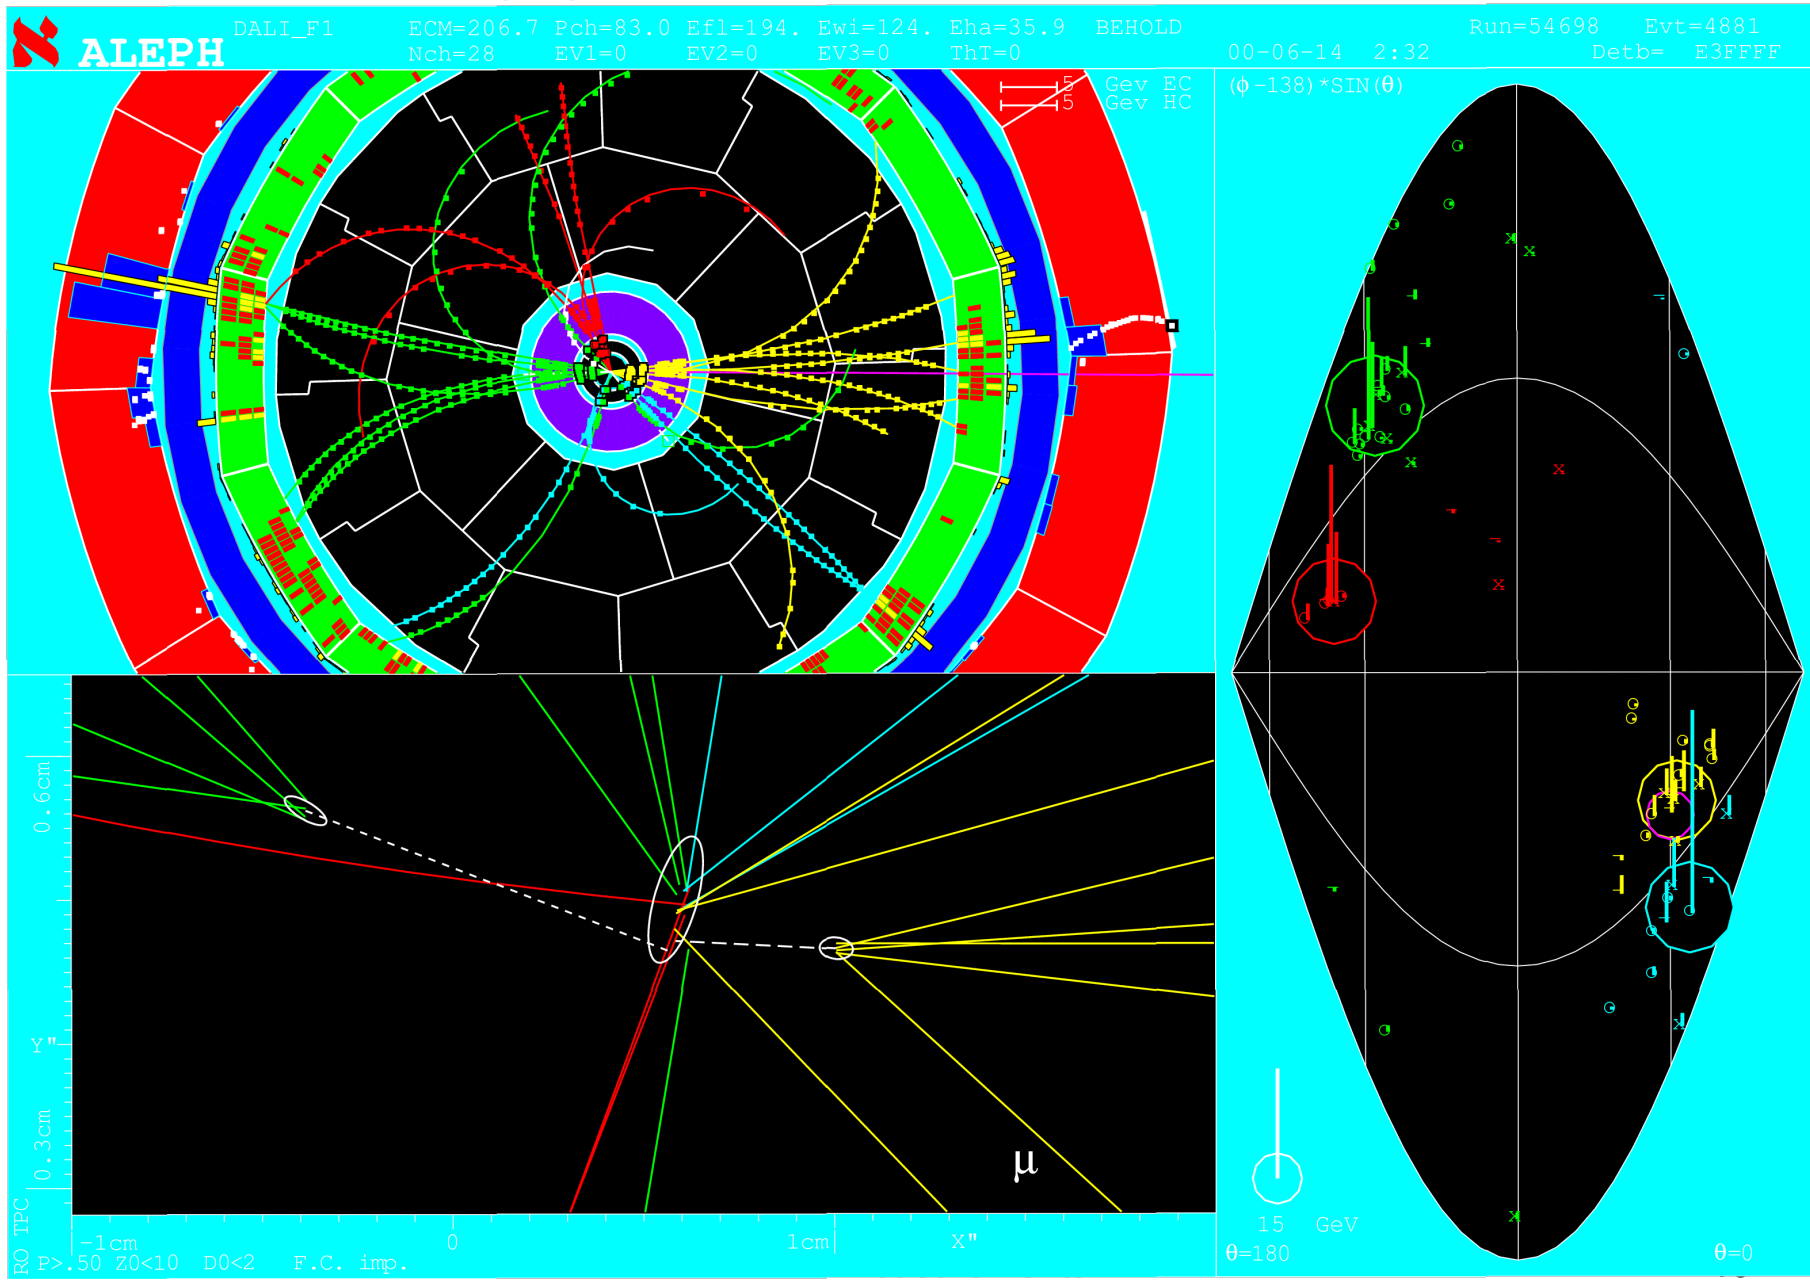 ALEPH DALI_F1 ECM=206.7 Pch=83.0 Efl=194. Ewi=124. Eha=35.9 BEHOLD Run=54698 Evt=4881
Nch=28 EV1=0 EV2=0 EV3=0 ThT=0 00-06-14 2:32 Detb= E3FFFF
5 Gev EC
5 Gev HC
(ϕ-138)*SIN(θ)
0.6cm
Y"
0.3cm
RO TPC
μ
-1cm 0 1cm X"
P>.50 Z0<10 D0<2 F.C. imp.
15 GeV
θ=180 θ=0